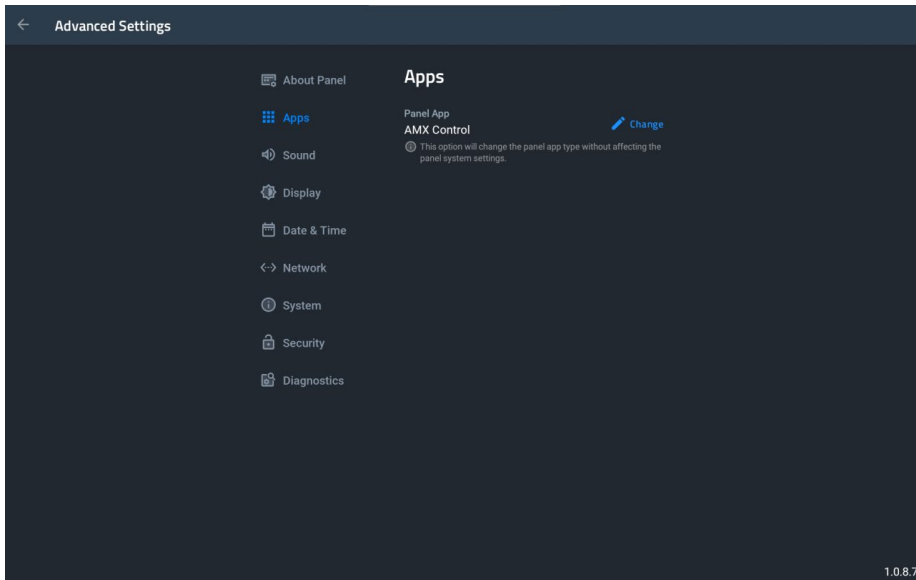 Advanced Settings
About Panel
Apps
Sound
Display
Date & Time
Network
System
Security
Diagnostics
Apps
Panel App
AMX Control
Change
This option will change the panel app type without affecting the
panel system settings.
1.0.8.7